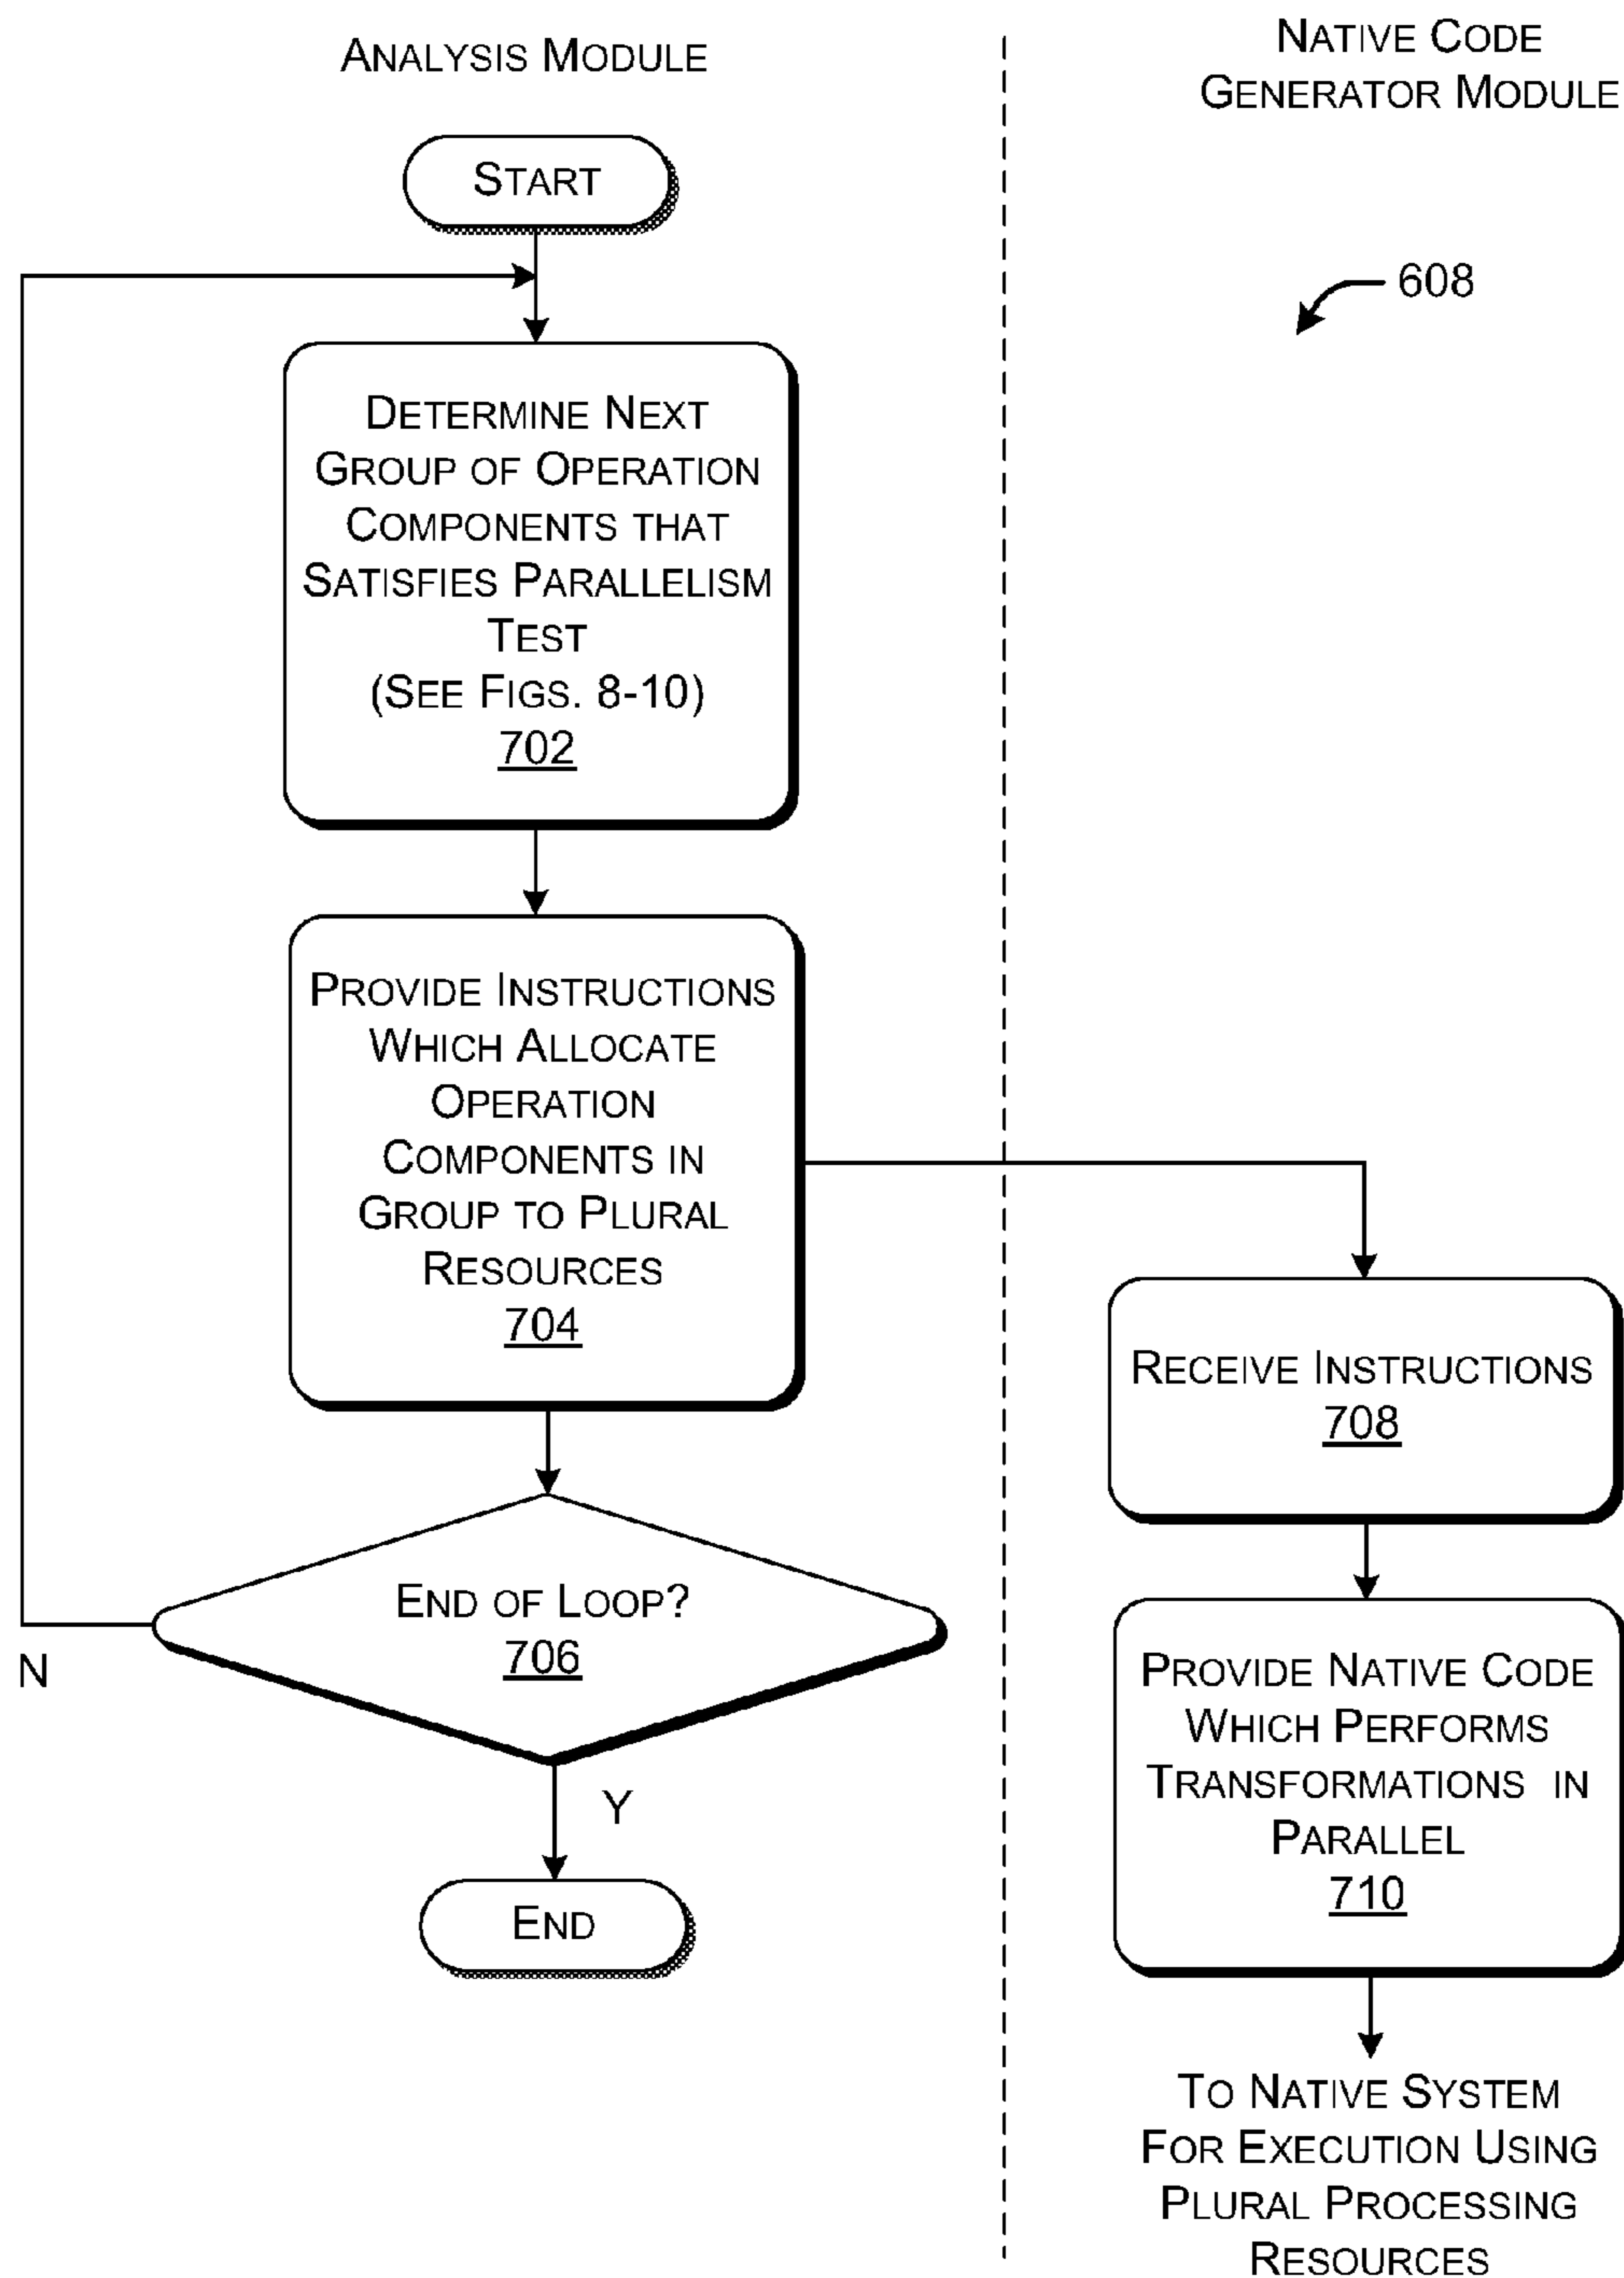 ANALYSIS MODULE
NATIVE CODE
GENERATOR MODULE
START
608
DETERMINE NEXT
GROUP OF OPERATION
COMPONENTS THAT
SATISFIES PARALLELISM
TEST
(SEE FIGS. 8-10)
702
PROVIDE INSTRUCTIONS
WHICH ALLOCATE
OPERATION
COMPONENTS IN
GROUP TO PLURAL
RESOURCES
704
END OF LOOP?
706
N
Y
END
RECEIVE INSTRUCTIONS
708
PROVIDE NATIVE CODE
WHICH PERFORMS
TRANSFORMATIONS IN
PARALLEL
710
TO NATIVE SYSTEM
FOR EXECUTION USING
PLURAL PROCESSING
RESOURCES